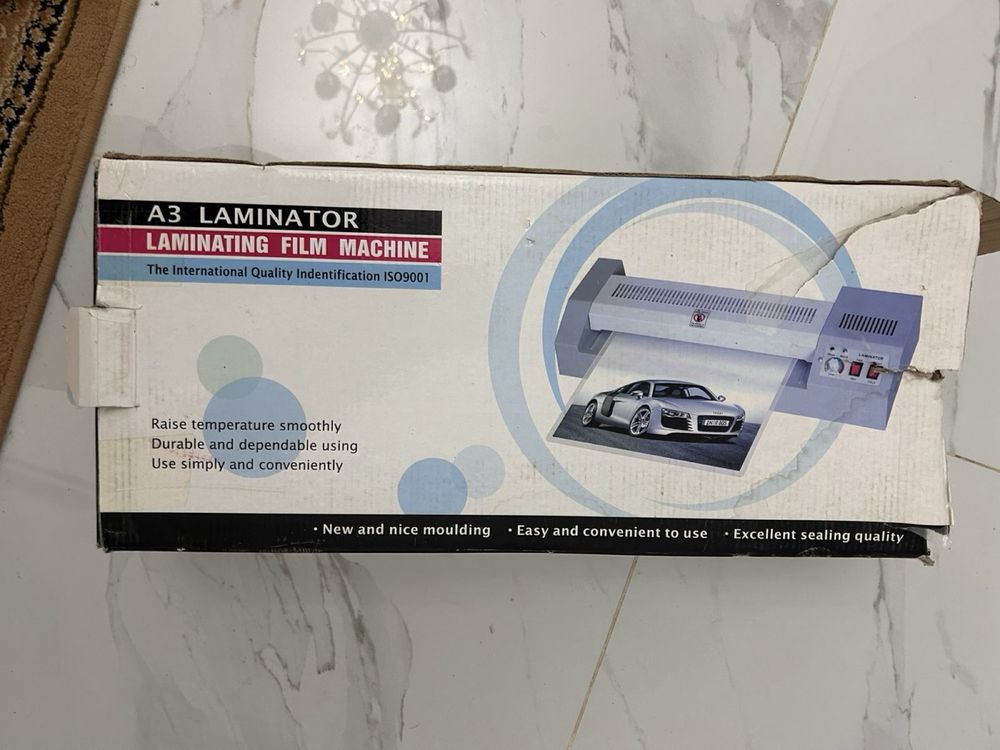 A3 LAMINATOR
LAMINATING FILM MACHINE
The International Quality Indentification ISO9001
LAMINATOR
Raise temperature smoothly
Durable and dependable using
Use simply and conveniently
• New and nice moulding • Easy and convenient to use • Excellent sealing quality